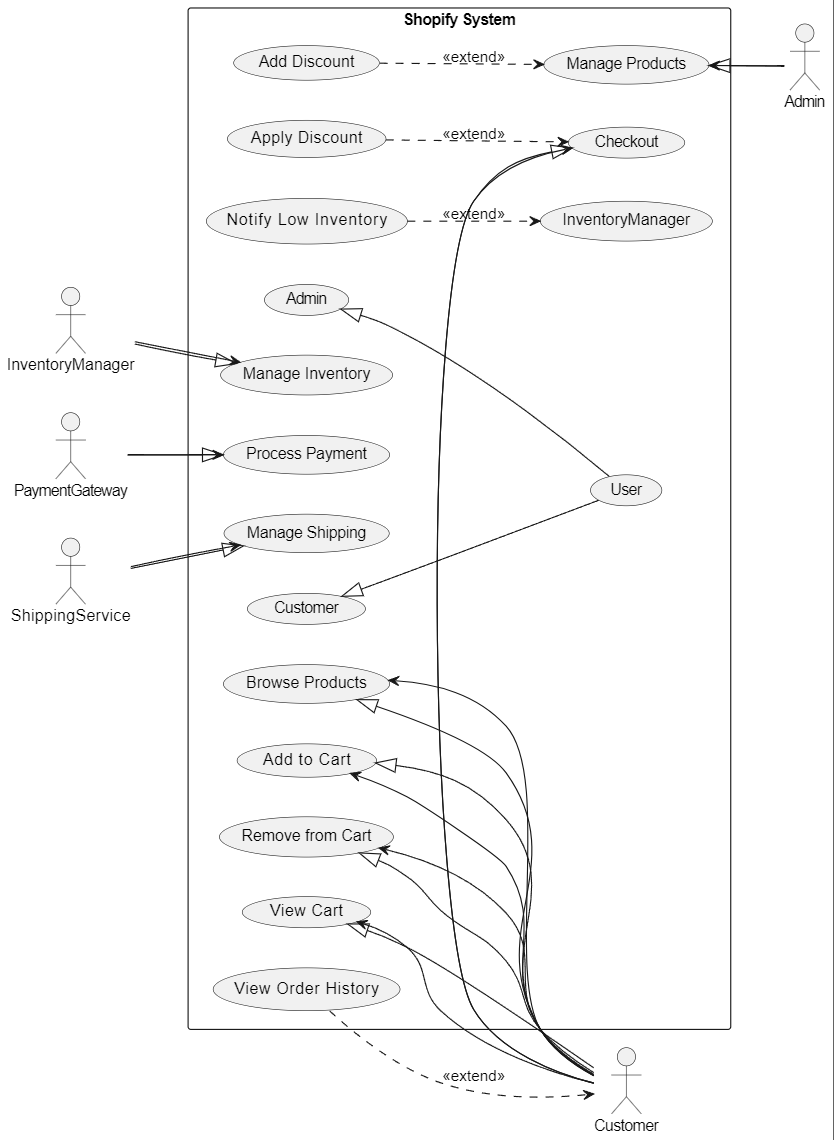 Shopify System
Add Discount
«extend»
Manage Products
Admin
Apply Discount
«extend»
Checkout
Notify Low Inventory
«extend»
InventoryManager
Admin
InventoryManager
Manage Inventory
Process Payment
PaymentGateway
User
Manage Shipping
ShippingService
Customer
Browse Products
Add to Cart
Remove from Cart
View Cart
View Order History
«extend»
Customer